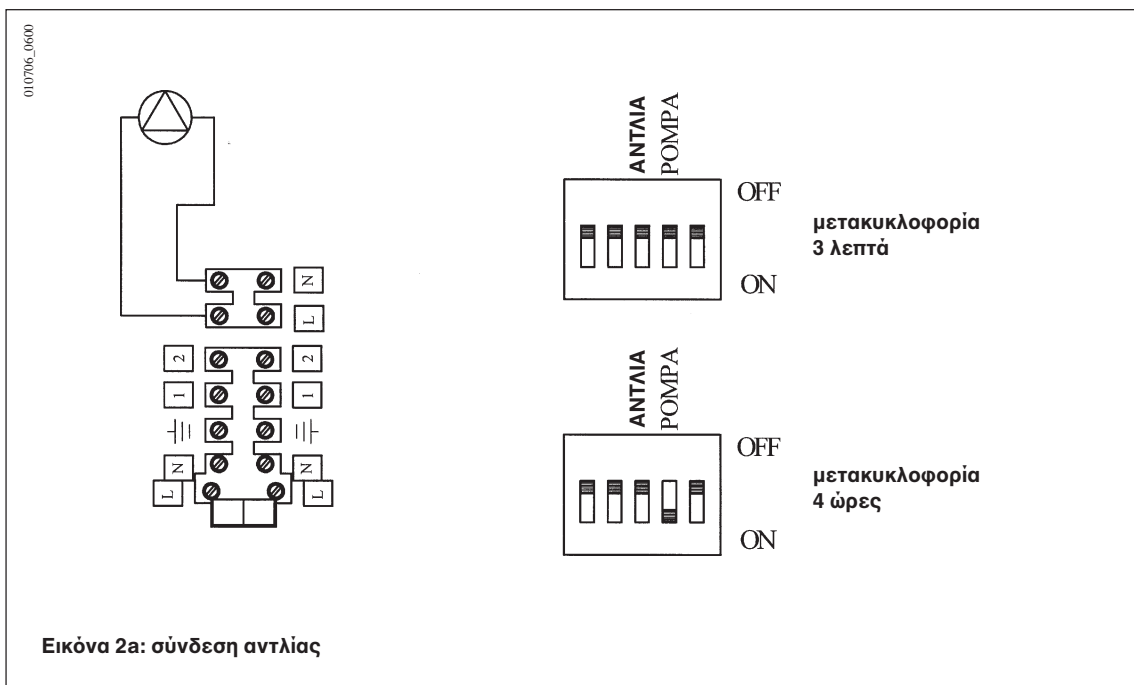 010706_0600
ΑΝΤΛΙΑ
POMPA
OFF
μετακυκλοφορία
3 λεπτά
ON
N
L
2 2
1 1
N N
L L
ΑΝΤΛΙΑ
POMPA
OFF
μετακυκλοφορία
4 ώρες
ON
Εικόνα 2a: σύνδεση αντλίας